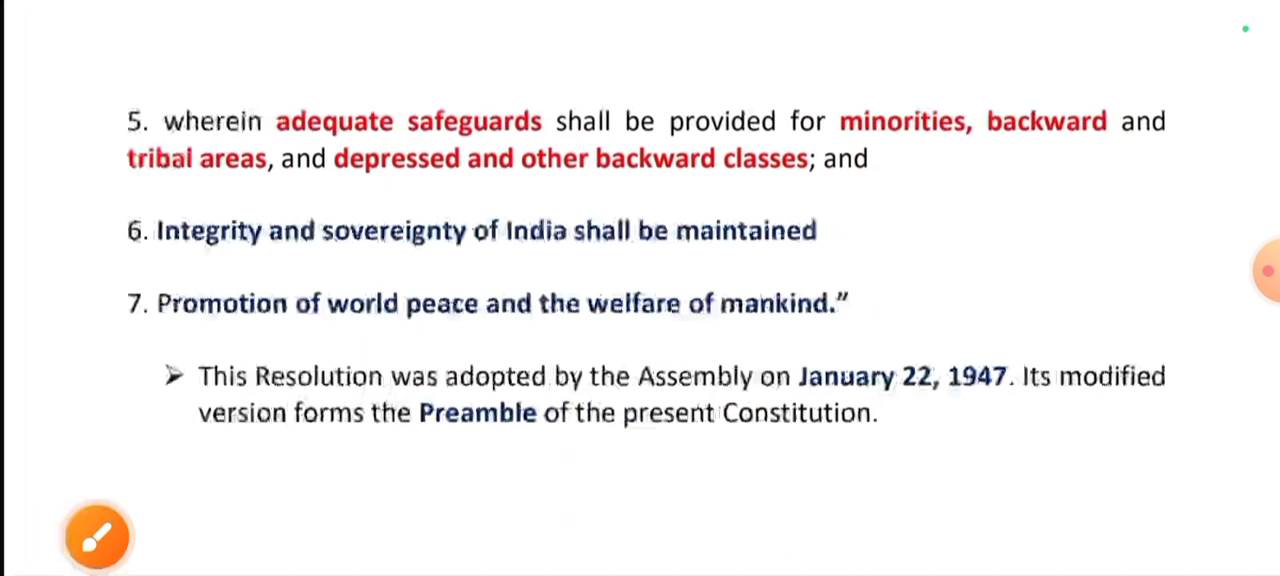 5. wherein adequate safeguards shall be provided for minorities, backward and
tribal areas, and depressed and other backward classes; and
6. Integrity and sovereignty of India shall be maintained
7. Promotion of world peace and the welfare of mankind.”
➢ This Resolution was adopted by the Assembly on January 22, 1947. Its modified
version forms the Preamble of the present Constitution.